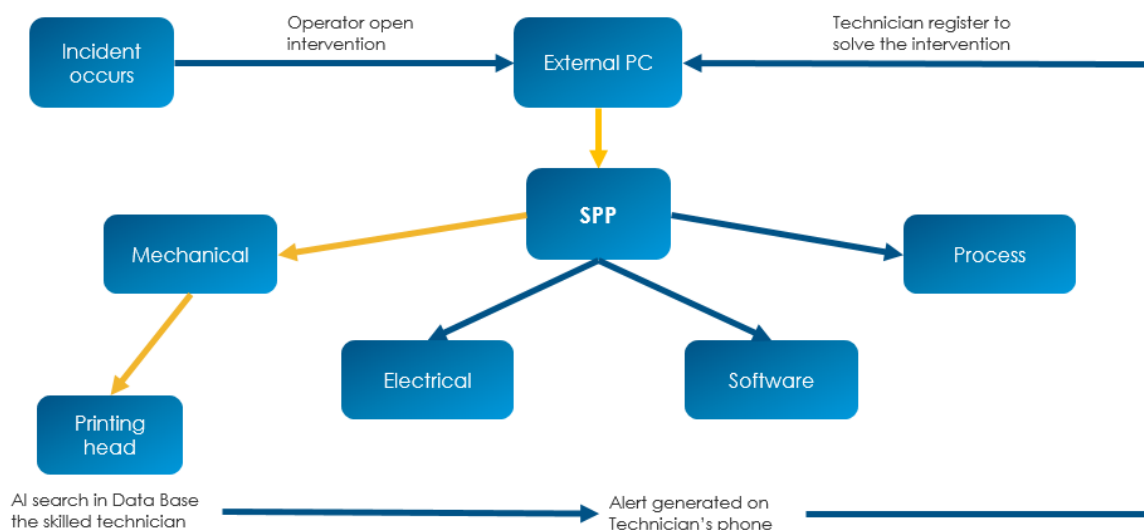 Operator open
intervention
Technician register to
solve the intervention
Incident
occurs
External PC
SPP
Mechanical
Process
Electrical
Software
Printing
head
AI search in Data Base
the skilled technician
Alert generated on
Technician's phone